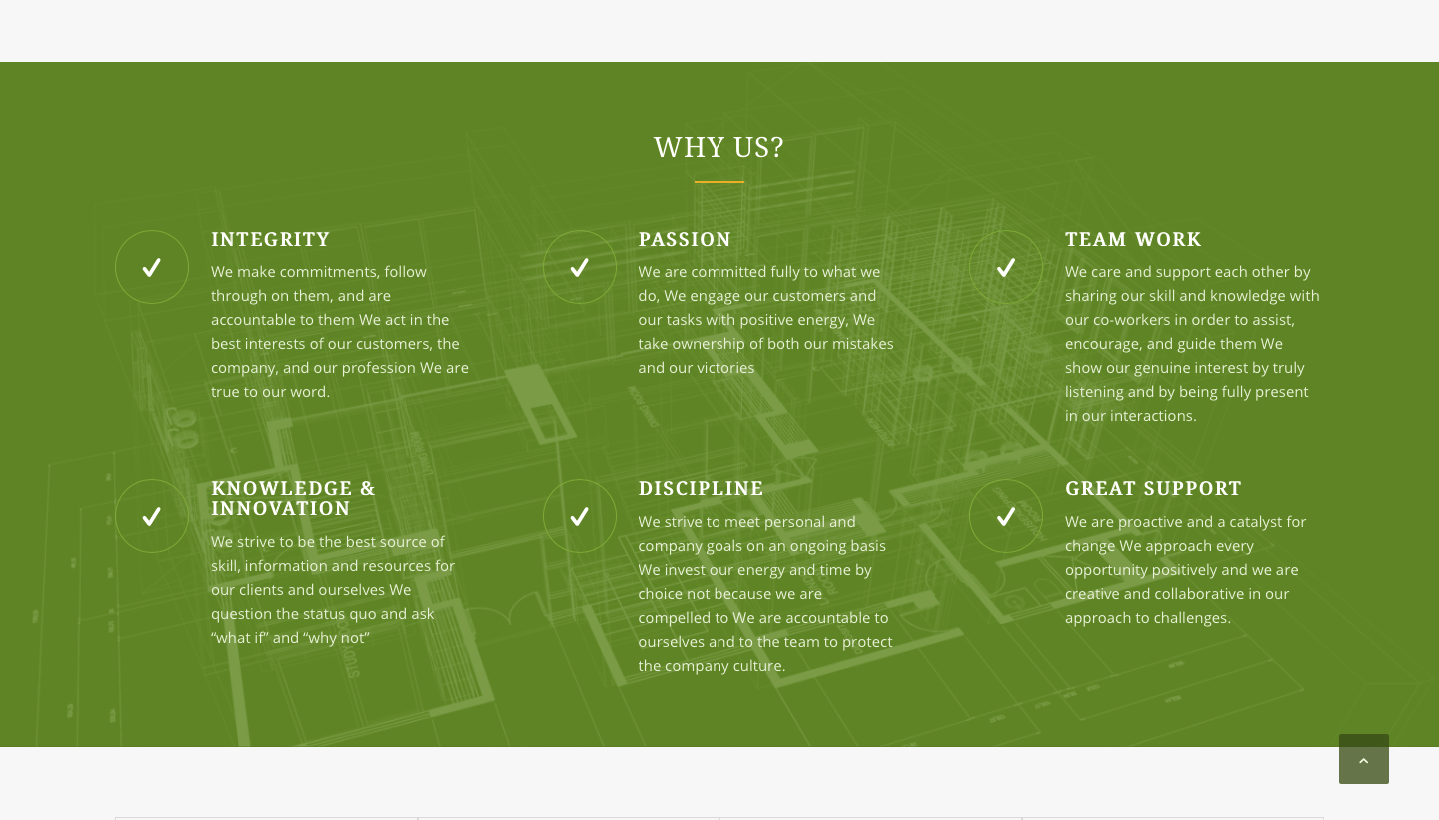 WHY US?
INTEGRITY
We make commitments, follow
through on them, and are
accountable to them We act in the
best interests of our customers, the
company, and our profession We are
true to our word.
PASSION
We are committed fully to what we
do, We engage our customers and
our tasks with positive energy, We
take ownership of both our mistakes
and our victories
TEAM WORK
We care and support each other by
sharing our skill and knowledge with
our co-workers in order to assist,
encourage, and guide them We
show our genuine interest by truly
listening and by being fully present
in our interactions.
KNOWLEDGE &
INNOVATION
We strive to be the best source of
skill, information and resources for
our clients and ourselves We
question the status quo and ask
“what if” and “why not”
DISCIPLINE
We strive to meet personal and
company goals on an ongoing basis
We invest our energy and time by
choice not because we are
compelled to We are accountable to
ourselves and to the team to protect
the company culture.
GREAT SUPPORT
We are proactive and a catalyst for
change We approach every
opportunity positively and we are
creative and collaborative in our
approach to challenges.